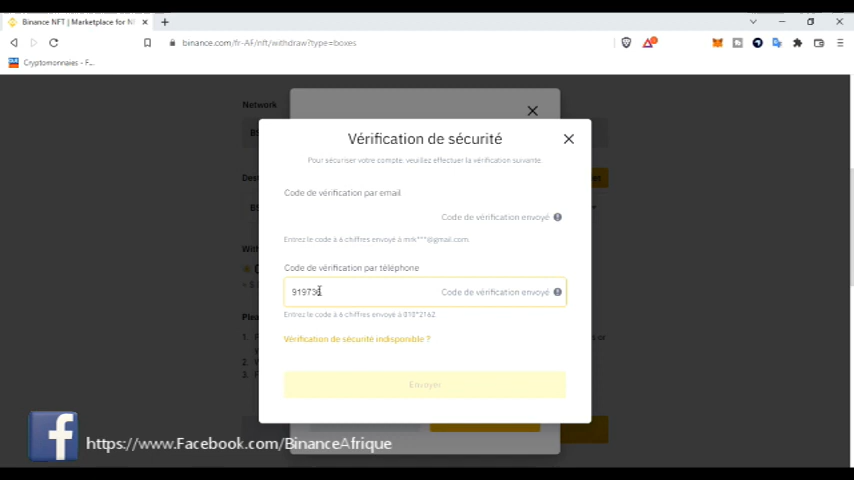 Binance NFT | Marketplace for NF
binance.com/fr-AF/nft/withdraw?type=boxes
Cryptomonnaies - F...
Network
Vérification de sécurité
Pour sécuriser votre compte, veuillez effectuer la vérification suivante.
Code de vérification par email
Code de vérification envoyé
Entrez le code à 6 chiffres envoyé à mrk***@gmail.com.
Code de vérification par téléphone
919736 Code de vérification envoyé
Entrez le code à 6 chiffres envoyé à 810*2162.
Vérification de sécurité indisponible ?
Envoyer
https://www.Facebook.com/BinanceAfrique